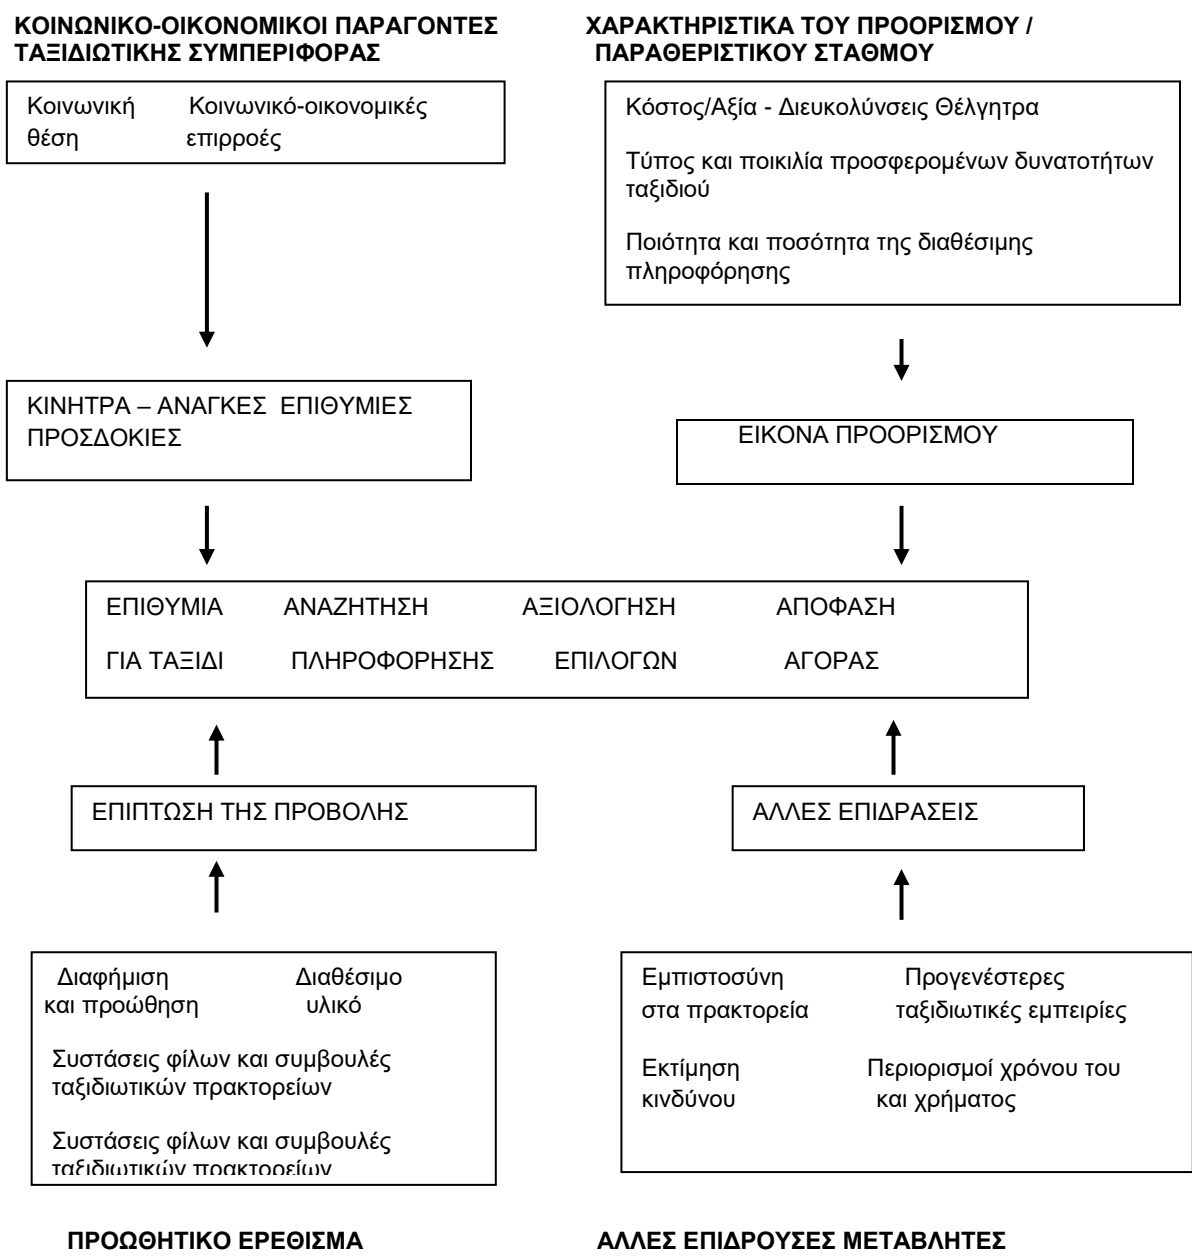 ΚΟΙΝΩΝΙΚΟ-ΟΙΚΟΝΟΜΙΚΟΙ ΠΑΡΑΓΟΝΤΕΣ
ΤΑΞΙΔΙΩΤΙΚΗΣ ΣΥΜΠΕΡΙΦΟΡΑΣ
ΧΑΡΑΚΤΗΡΙΣΤΙΚΑ ΤΟΥ ΠΡΟΟΡΙΣΜΟΥ /
ΠΑΡΑΘΕΡΙΣΤΙΚΟΥ ΣΤΑΘΜΟΥ
Κοινωνική Κοινωνικό-οικονομικές
θέση επιρροές
Κόστος/Αξία - Διευκολύνσεις Θέλγητρα
Τύπος και ποικιλία προσφερομένων δυνατοτήτων
ταξιδιού
Ποιότητα και ποσότητα της διαθέσιμης
πληροφόρησης
ΚΙΝΗΤΡΑ – ΑΝΑΓΚΕΣ ΕΠΙΘΥΜΙΕΣ
ΠΡΟΣΔΟΚΙΕΣ
ΕΙΚΟΝΑ ΠΡΟΟΡΙΣΜΟΥ
ΕΠΙΘΥΜΙΑ ΑΝΑΖΗΤΗΣΗ ΑΞΙΟΛΟΓΗΣΗ ΑΠΟΦΑΣΗ
ΓΙΑ ΤΑΞΙΔΙ ΠΛΗΡΟΦΟΡΗΣΗΣ ΕΠΙΛΟΓΩΝ ΑΓΟΡΑΣ
ΕΠΙΠΤΩΣΗ ΤΗΣ ΠΡΟΒΟΛΗΣ
ΑΛΛΕΣ ΕΠΙΔΡΑΣΕΙΣ
Διαφήμιση Διαθέσιμο
και προώθηση υλικό
Συστάσεις φίλων και συμβουλές
ταξιδιωτικών πρακτορείων
Συστάσεις φίλων και συμβουλές
ταξιδιωτικών πρακτορείων
Εμπιστοσύνη Προγενέστερες
στα πρακτορεία ταξιδιωτικές εμπειρίες
Εκτίμηση Περιορισμοί χρόνου του
κινδύνου και χρήματος
ΠΡΟΩΘΗΤΙΚΟ ΕΡΕΘΙΣΜΑ
ΑΛΛΕΣ ΕΠΙΔΡΟΥΣΕΣ ΜΕΤΑΒΛΗΤΕΣ